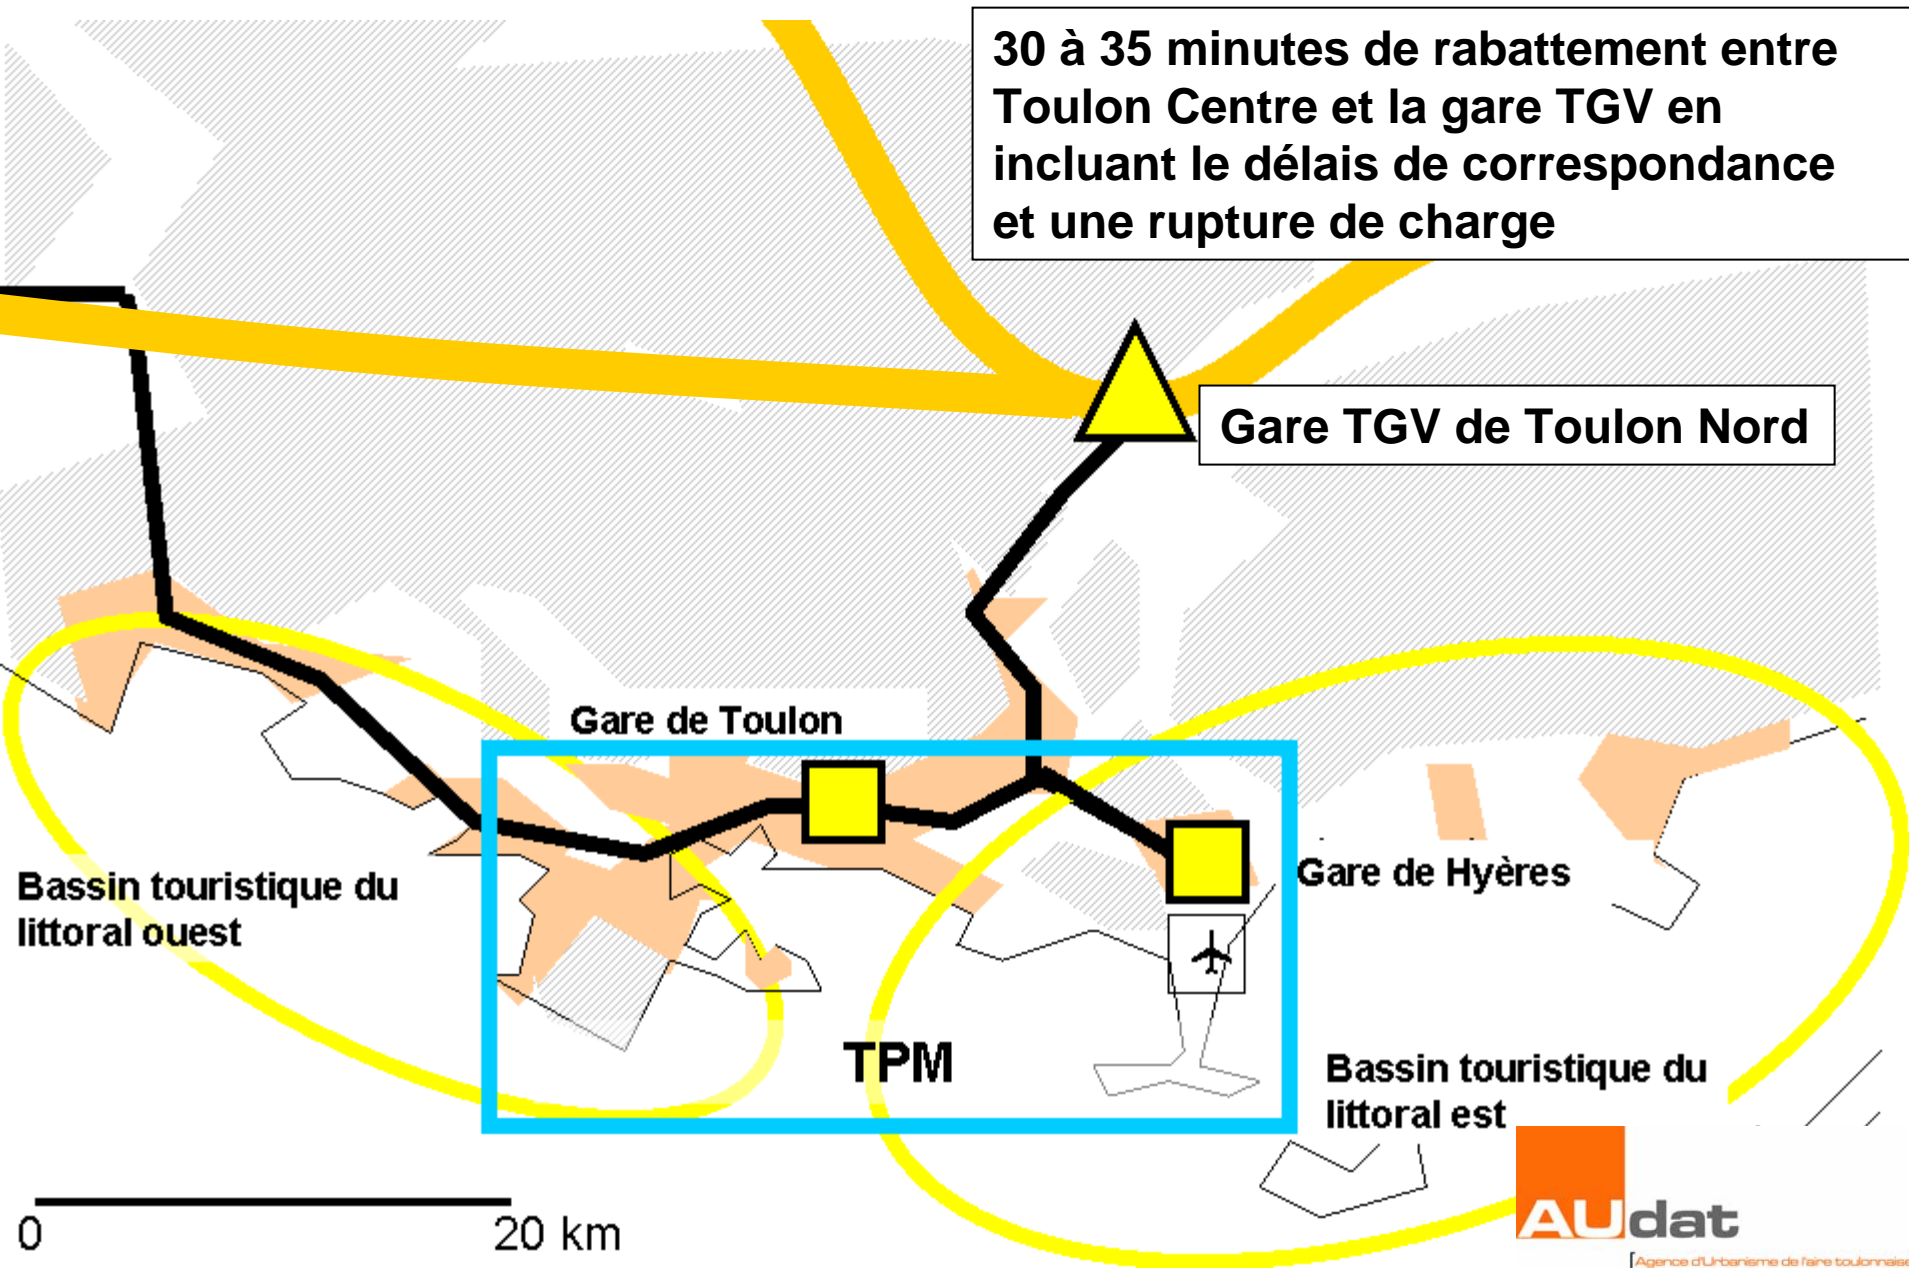 30 à 35 minutes de rabattement entre
Toulon Centre et la gare TGV en
incluant le délais de correspondance
et une rupture de charge
Gare TGV de Toulon Nord
Gare de Toulon
Gare de Hyères
Bassin touristique du
littoral ouest
TPM
Bassin touristique du
littoral est
0
20 km
AUdat
[Agence d'Urbanisme de l'aire toulonnaise